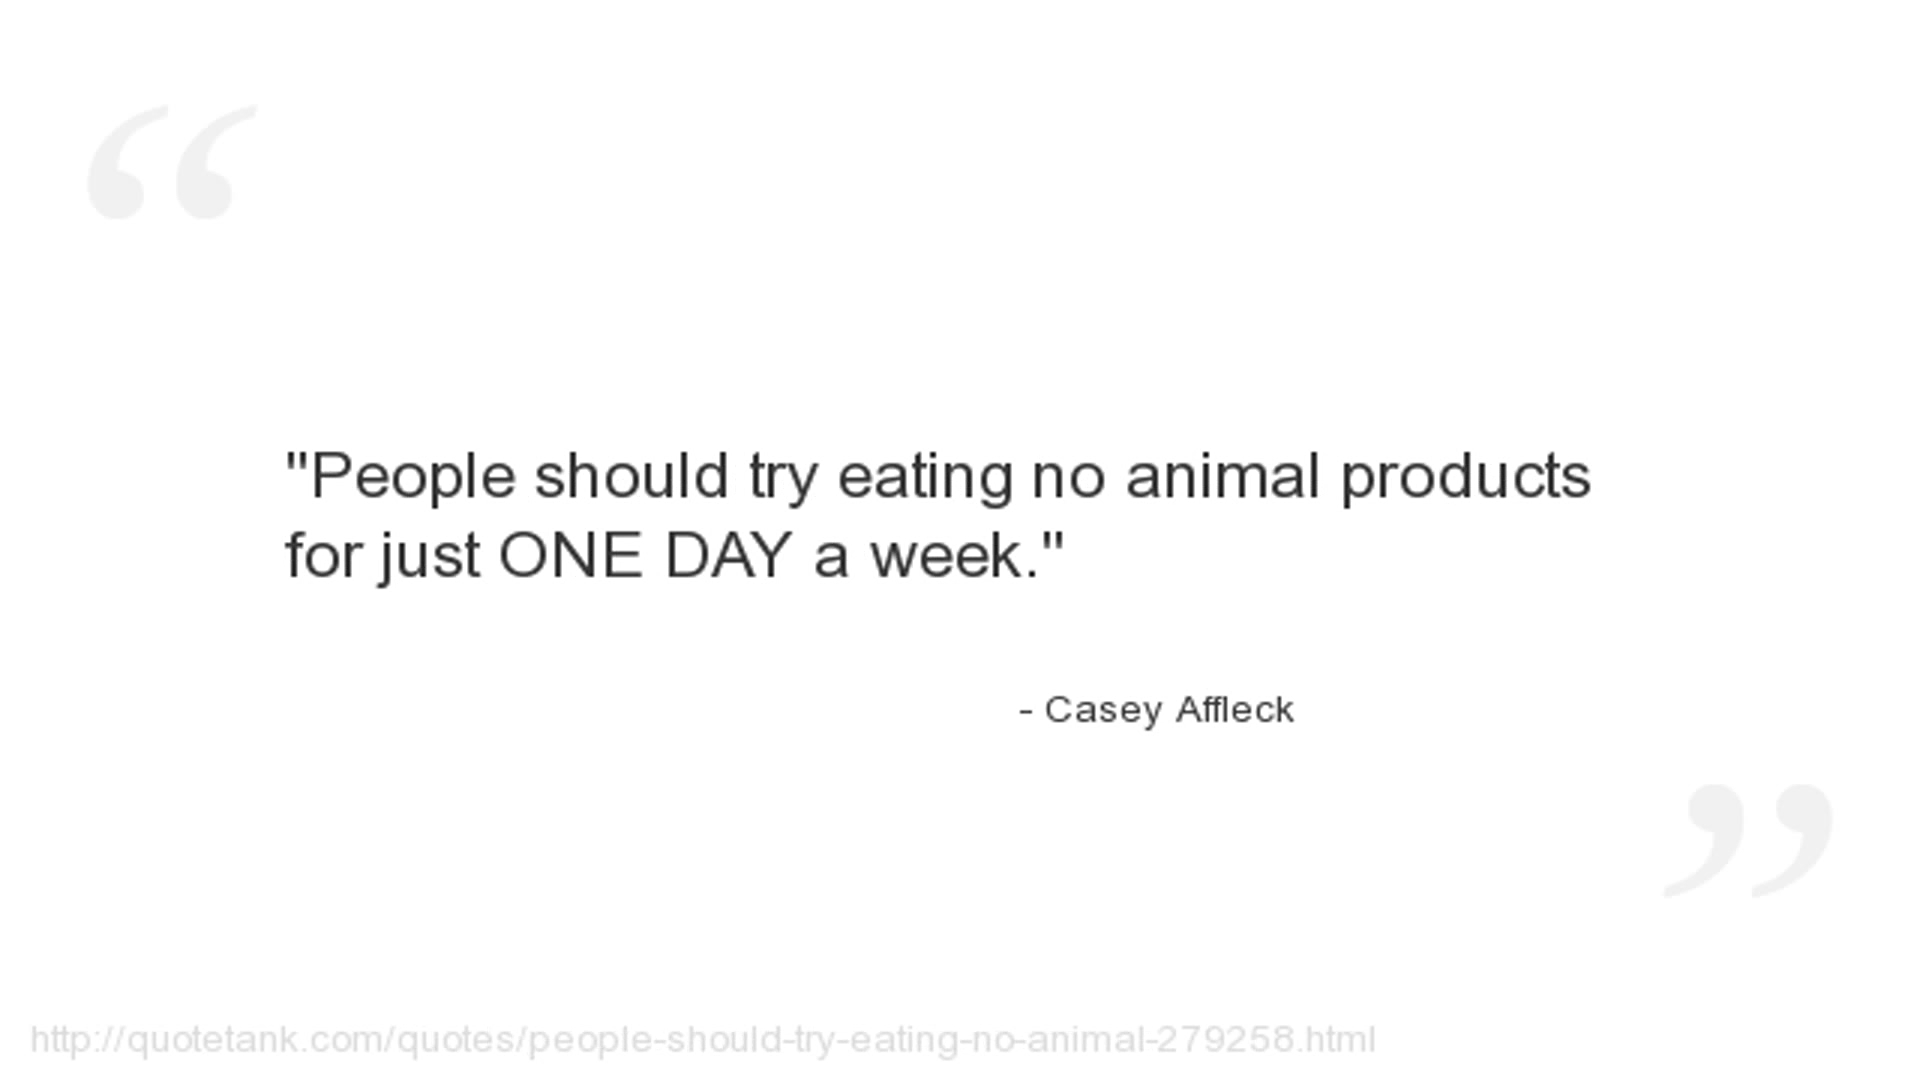 "People should try eating no animal products
for just ONE DAY a week."
- Casey Affleck
http://quotetank.com/quotes/people-should-try-eating-no-animal-279258.html